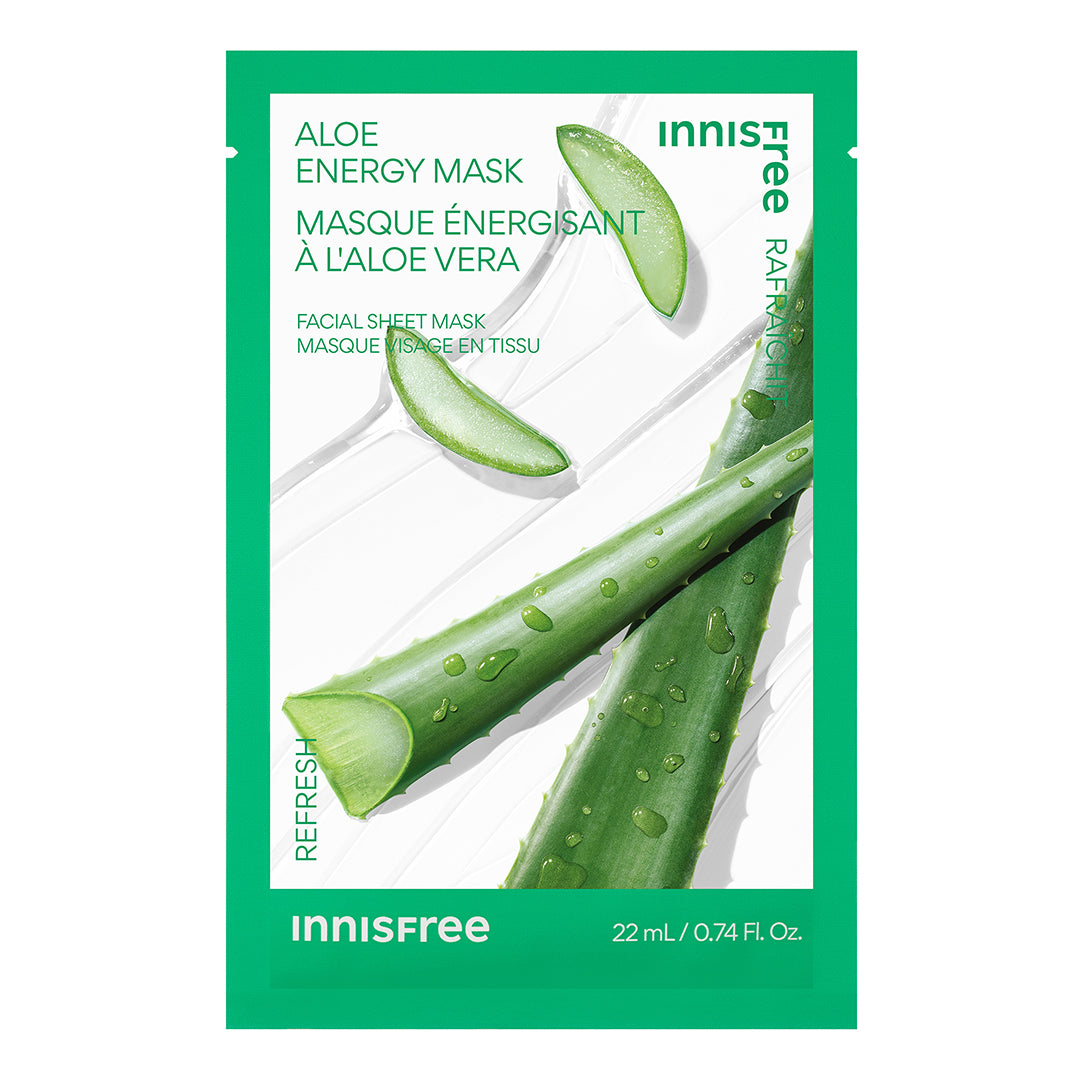 ALOE
ENERGY MASK
MASQUE ÉNERGISANT
À L'ALOE VERA
FACIAL SHEET MASK
MASQUE VISAGE EN TISSU
INNISFree
RAFRAÎCHIT
REFRESH
INNISFree
22 mL / 0.74 Fl. Oz.